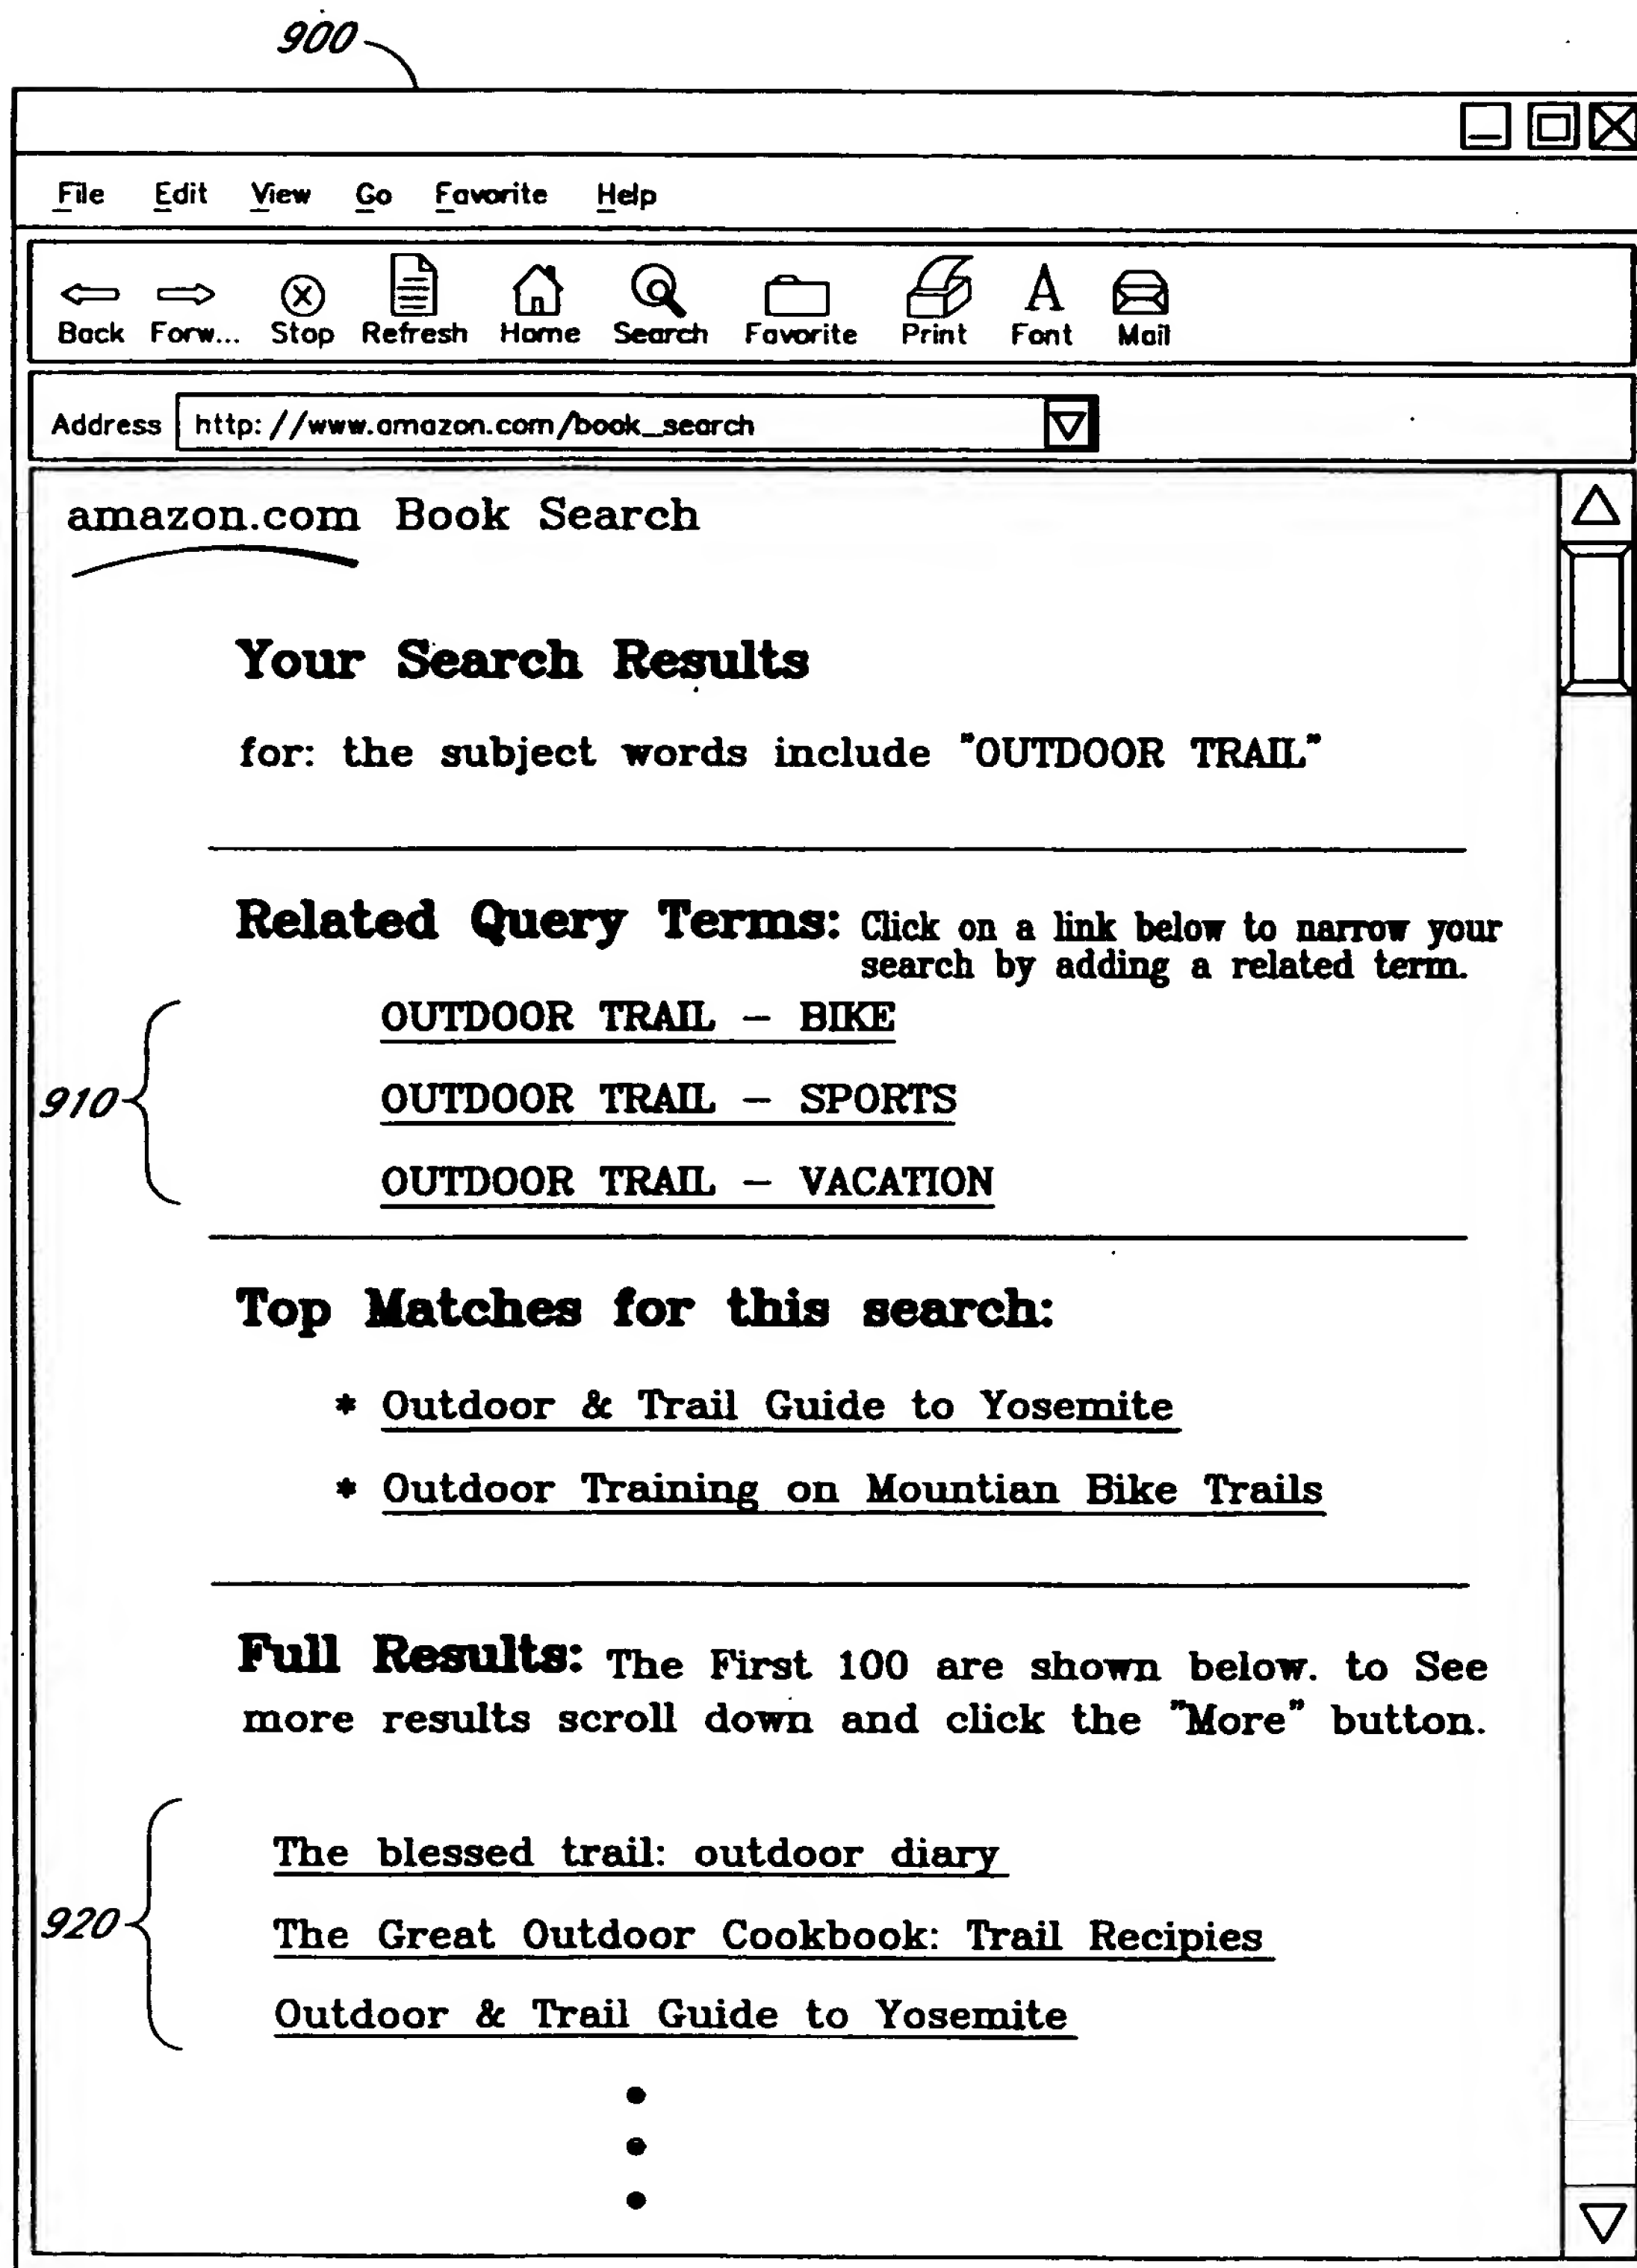 900
File Edit View Go Favorite Help
Back Forw... Stop Refresh Home Search Favorite Print Font Mail
Address http://www.amazon.com/book_search
amazon.com Book Search
Your Search Results
for: the subject words include "OUTDOOR TRAIL"
Related Query Terms: Click on a link below to narrow your
search by adding a related term.
OUTDOOR TRAIL – BIKE
910
OUTDOOR TRAIL – SPORTS
OUTDOOR TRAIL – VACATION
Top Matches for this search:
* Outdoor & Trail Guide to Yosemite
* Outdoor Training on Mountian Bike Trails
Full Results: The First 100 are shown below. to See
more results scroll down and click the "More" button.
The blessed trail: outdoor diary
920
The Great Outdoor Cookbook: Trail Recipies
Outdoor & Trail Guide to Yosemite